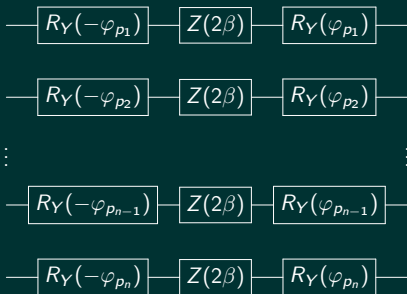 R_Y(−φ_{p_1}) Z(2β) R_Y(φ_{p_1})
R_Y(−φ_{p_2}) Z(2β) R_Y(φ_{p_2})
⋮ ⋮
R_Y(−φ_{p_{n−1}}) Z(2β) R_Y(φ_{p_{n−1}})
R_Y(−φ_{p_n}) Z(2β) R_Y(φ_{p_n})